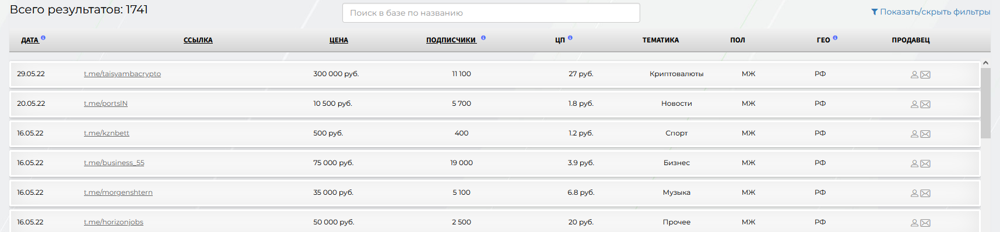 Всего результатов: 1741
Поиск в базе по названию
Показать/скрыть фильтры
ДАТА ССЫЛКА ЦЕНА ПОДПИСЧИКИ ЦП ТЕМАТИКА ПОЛ ГЕО ПРОДАВЕЦ
29.05.22 t.me/taisyambacrypto 300 000 руб. 11 100 27 руб. Криптовалюты МЖ РФ
20.05.22 t.me/portsIN 10 500 руб. 5 700 1.8 руб. Новости МЖ РФ
16.05.22 t.me/kznbett 500 руб. 400 1.2 руб. Спорт МЖ РФ
16.05.22 t.me/business_55 75 000 руб. 19 000 3.9 руб. Бизнес МЖ РФ
16.05.22 t.me/morgenshtern 35 000 руб. 5 100 6.8 руб. Музыка МЖ РФ
16.05.22 t.me/horizonjobs 50 000 руб. 2 500 20 руб. Прочее МЖ РФ